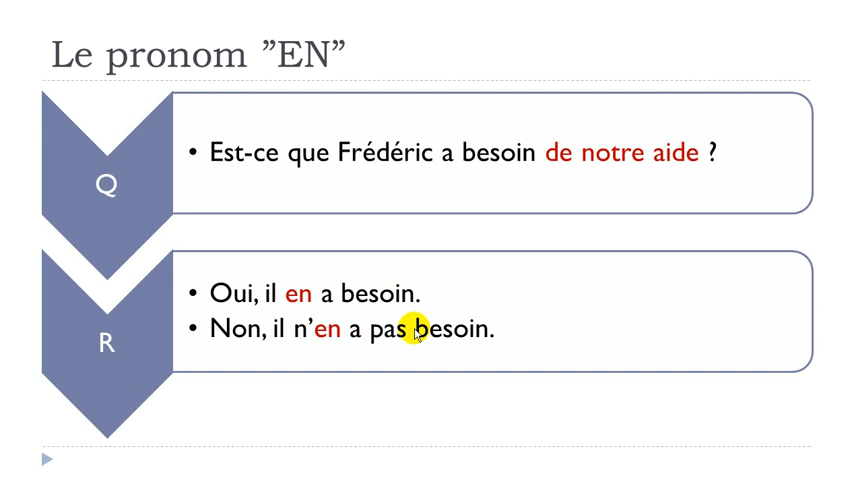 Le pronom ”EN”
Q
• Est-ce que Frédéric a besoin de notre aide ?
R
• Oui, il en a besoin.
• Non, il n’en a pas besoin.